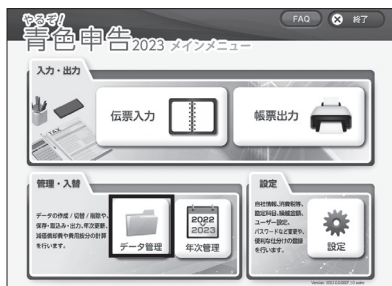 やるぞ!
青色申告2023 メインメニュー
FAQ
終了
入力・出力
TAX
伝票入力
帳票出力
管理・入替
データの作成 / 切替 / 削除や、
保存・取込み・出力、年次更新、
減価償却費や費用按分の計算
を行います。
データ管理
2022
2023
年次管理
設定
自社情報、消費税等、
勘定科目、繰越金額、
ユーザー設定、
パスワードなど変更や、
便利な仕分けの登録
を行います。
設定